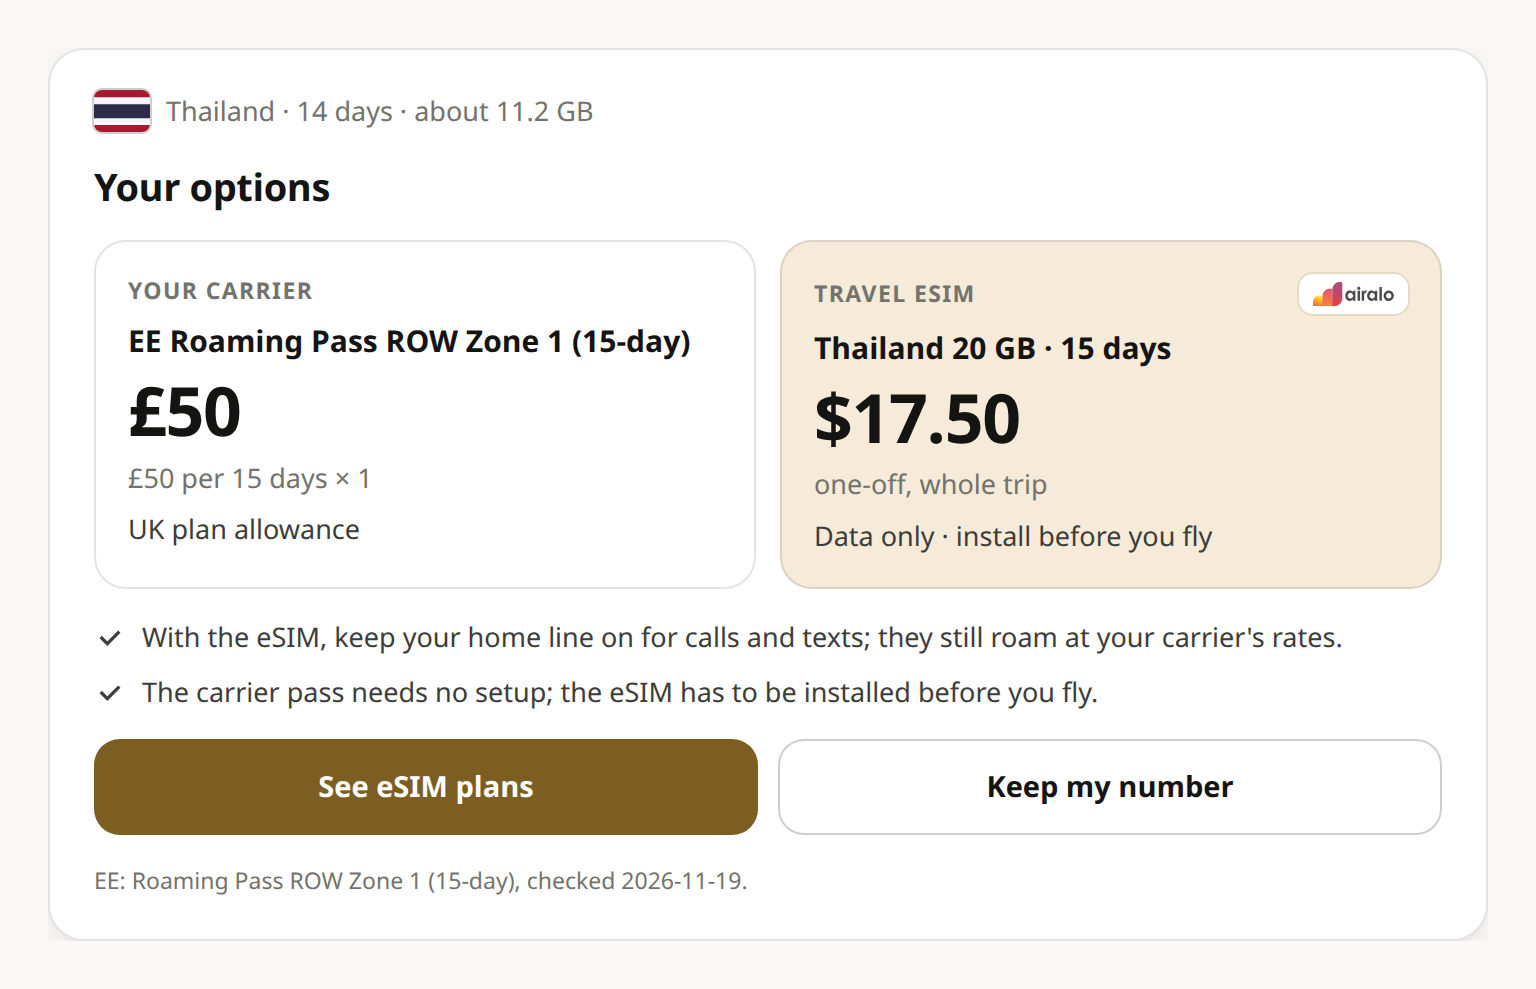 Thailand · 14 days · about 11.2 GB
Your options
YOUR CARRIER
EE Roaming Pass ROW Zone 1 (15-day)
£50
£50 per 15 days × 1
UK plan allowance
TRAVEL ESIM
airalo
Thailand 20 GB · 15 days
$17.50
one-off, whole trip
Data only · install before you fly
With the eSIM, keep your home line on for calls and texts; they still roam at your carrier's rates.
The carrier pass needs no setup; the eSIM has to be installed before you fly.
See eSIM plans
Keep my number
EE: Roaming Pass ROW Zone 1 (15-day), checked 2026-11-19.